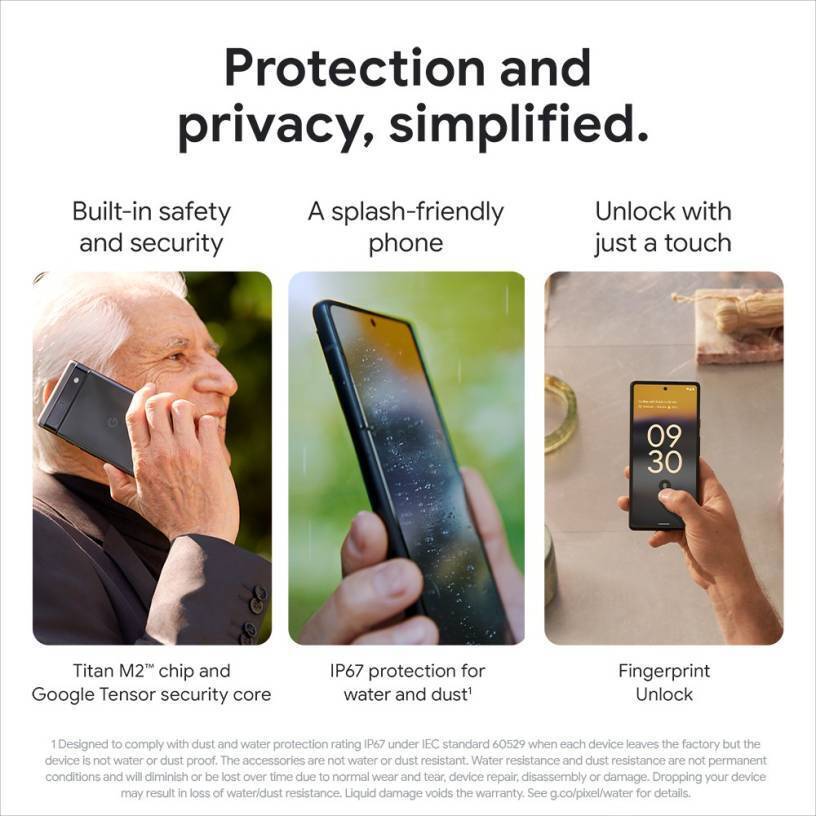 Protection and
privacy, simplified.
Built-in safety
and security
A splash-friendly
phone
Unlock with
just a touch
G
09
30
Titan M2™ chip and
Google Tensor security core
IP67 protection for
water and dust¹
Fingerprint
Unlock
1 Designed to comply with dust and water protection rating IP67 under IEC standard 60529 when each device leaves the factory but the
device is not water or dust proof. The accessories are not water or dust resistant. Water resistance and dust resistance are not permanent
conditions and will diminish or be lost over time due to normal wear and tear, device repair, disassembly or damage. Dropping your device
may result in loss of water/dust resistance. Liquid damage voids the warranty. See g.co/pixel/water for details.